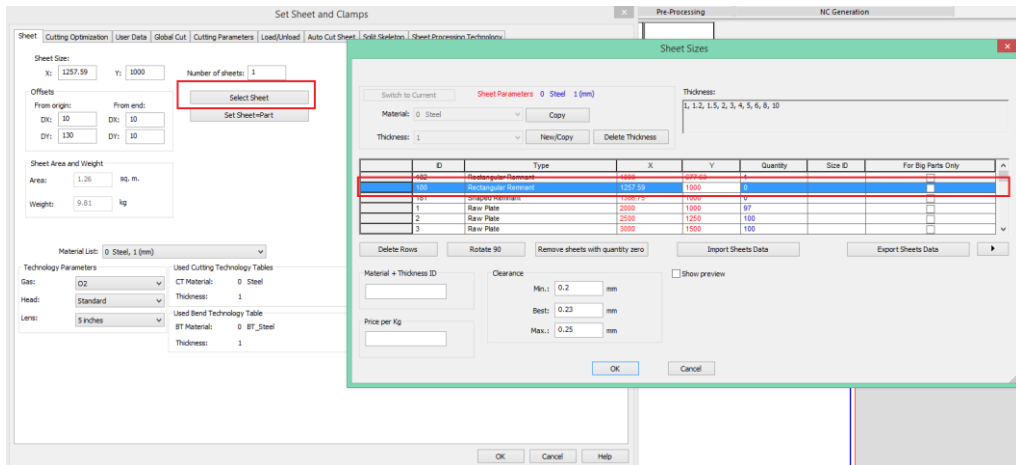 Set Sheet and Clamps
Sheet Cutting Optimization User Data Global Cut Cutting Parameters Load/Unload Auto Cut Sheet Split Skeleton Sheet Processing Technology
Sheet Size:
X: 1257.59 Y: 1000 Number of sheets: 1
Offsets
From origin: From end:
DX: 10 DX: 10
DY: 130 DY: 10
Select Sheet
Set Sheet=Part
Sheet Area and Weight
Area: 1.26 sq. m.
Weight: 9.81 kg
Material List: 0 Steel, 1 (mm)
Technology Parameters
Gas: O2
Head: Standard
Lens: 5 inches
Used Cutting Technology Tables
CT Material: 0 Steel
Thickness: 1
Used Bend Technology Table
BT Material: 0 BT_Steel
Thickness: 1
OK Cancel Help
Pre-Processing NC Generation
Sheet Sizes
Switch to Current Sheet Parameters 0 Steel 1 (mm)
Material: 0 Steel Copy
Thickness: 1 New/Copy Delete Thickness
Thickness:
1, 1.2, 1.5, 2, 3, 4, 5, 6, 8, 10
ID Type X Y Quantity Size ID For Big Parts Only
182 Rectangular Remnant 1
180 Rectangular Remnant 1257.59 1000 0
181 Shaped Remnant 1000 0
1 Raw Plate 2000 1000 97
2 Raw Plate 2500 1250 100
3 Raw Plate 3000 1500 100
Delete Rows Rotate 90 Remove sheets with quantity zero Import Sheets Data Export Sheets Data
Material + Thickness ID
Price per Kg
Clearance
Min.: 0.2 mm
Best: 0.23 mm
Max.: 0.25 mm
Show preview
OK Cancel